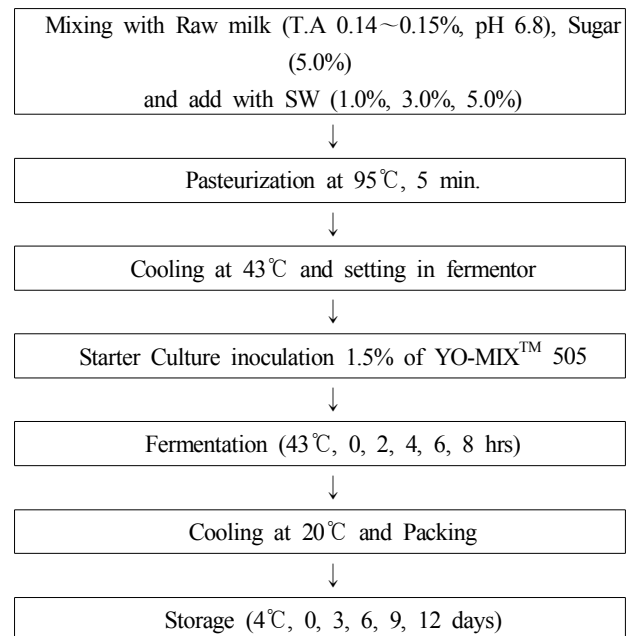 Mixing with Raw milk (T.A 0.14～0.15%, pH 6.8), Sugar
(5.0%)
and add with SW (1.0%, 3.0%, 5.0%)
↓
Pasteurization at 95℃, 5 min.
↓
Cooling at 43℃ and setting in fermentor
↓
Starter Culture inoculation 1.5% of YO-MIX™ 505
↓
Fermentation (43℃, 0, 2, 4, 6, 8 hrs)
↓
Cooling at 20℃ and Packing
↓
Storage (4℃, 0, 3, 6, 9, 12 days)